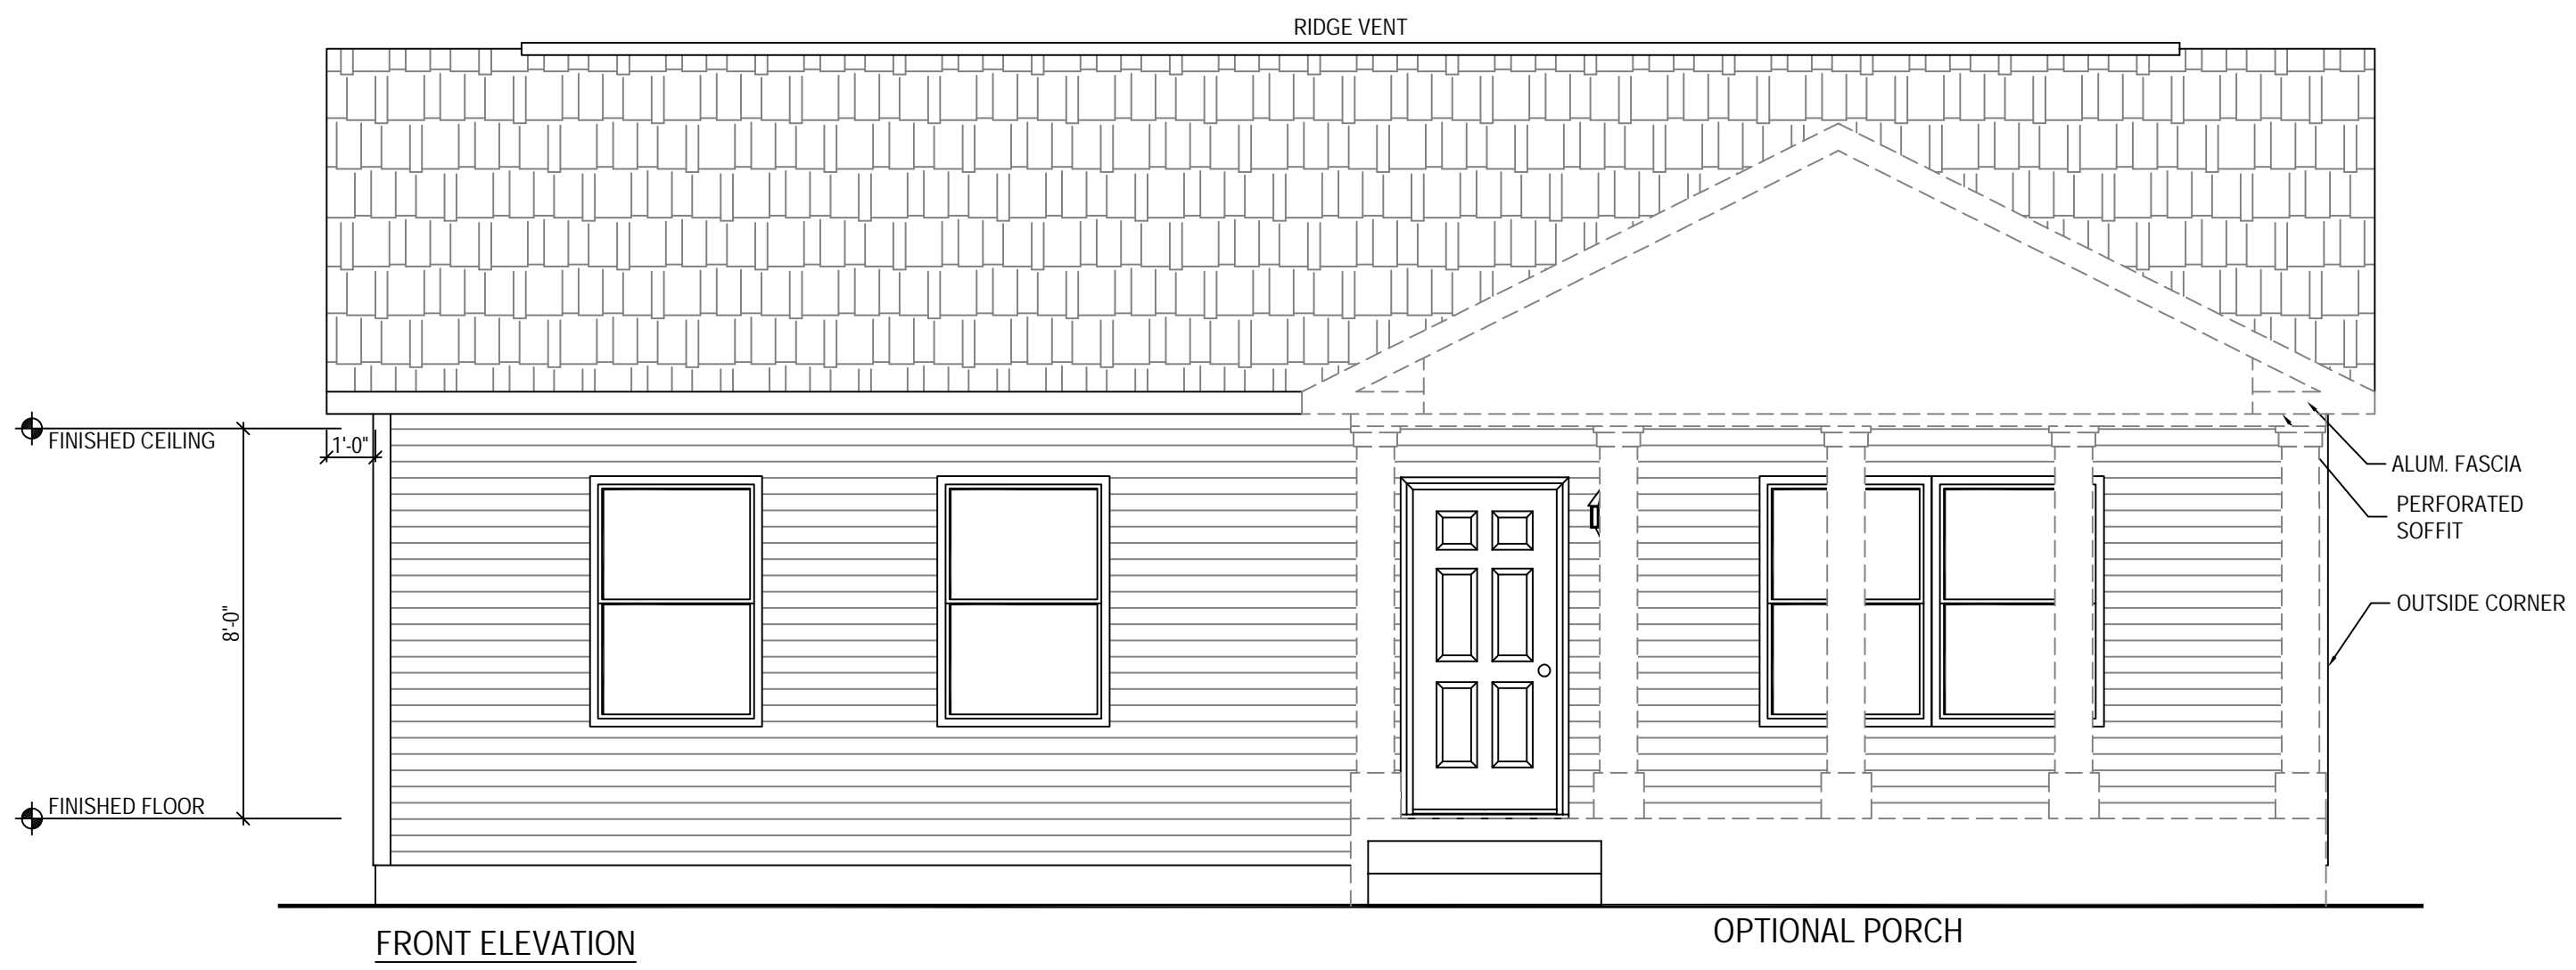 RIDGE VENT
FINISHED CEILING
1'-0"
ALUM. FASCIA
PERFORATED
SOFFIT
8'-0"
OUTSIDE CORNER
FINISHED FLOOR
OPTIONAL PORCH
FRONT ELEVATION